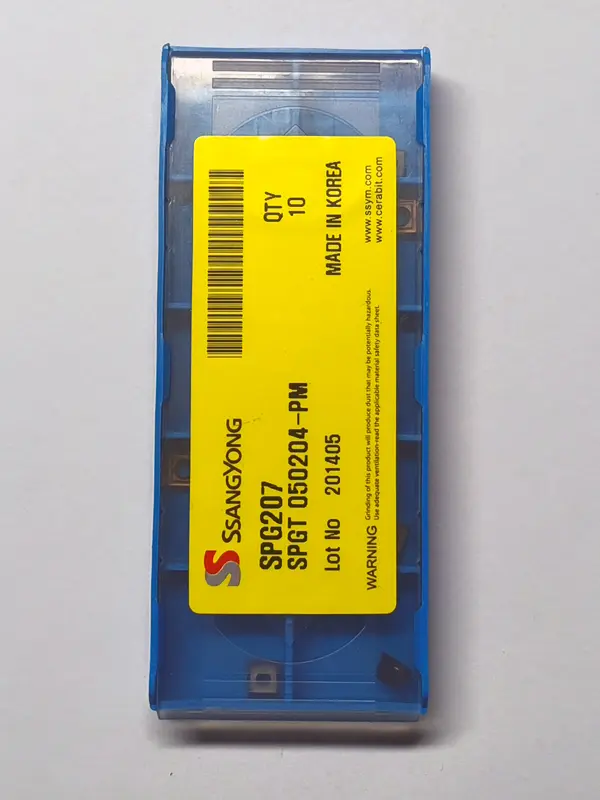 SSANGYONG
SPG207
SPGT 050204-PM
QTY
10
Lot No 201405
MADE IN KOREA
WARNING Grinding of this product will produce dust that may be potentially hazardous.
Use adequate ventilation-read the applicable material safety data sheet.
www.ssym.com
www.cerabit.com